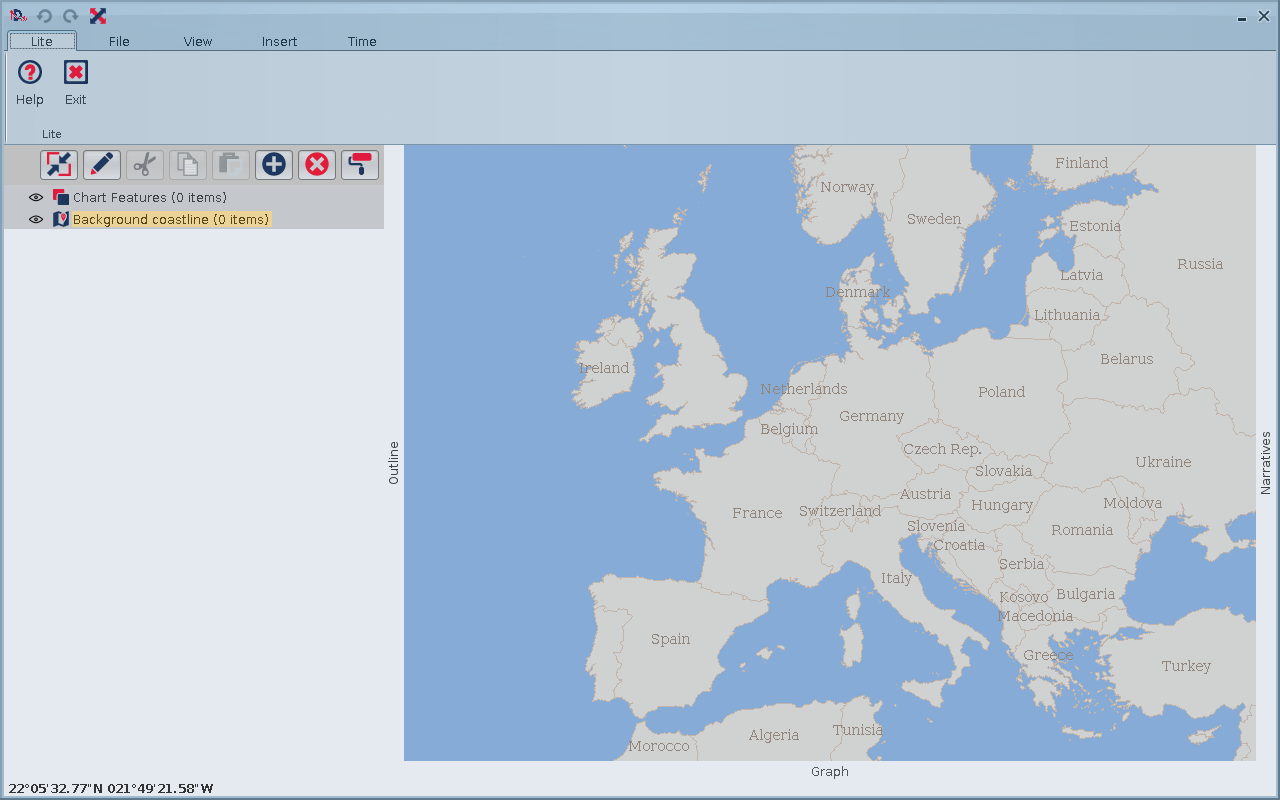 Lite File View Insert Time
Help Exit
Lite
Chart Features (0 items)
Background coastline (0 items)
Finland
Norway
Sweden
Estonia
Russia
Latvia
Denmark
Lithuania
Belarus
Ireland
Netherlands
Poland
Germany
Belgium
Czech Rep.
Ukraine
Slovakia
Austria
Hungary
Moldova
France
Switzerland
Slovenia
Romania
Croatia
Serbia
Italy
Kosovo
Bulgaria
Macedonia
Spain
Greece
Turkey
Algeria
Tunisia
Morocco
Outline
Narratives
Graph
22°05'32.77"N 021°49'21.58"W